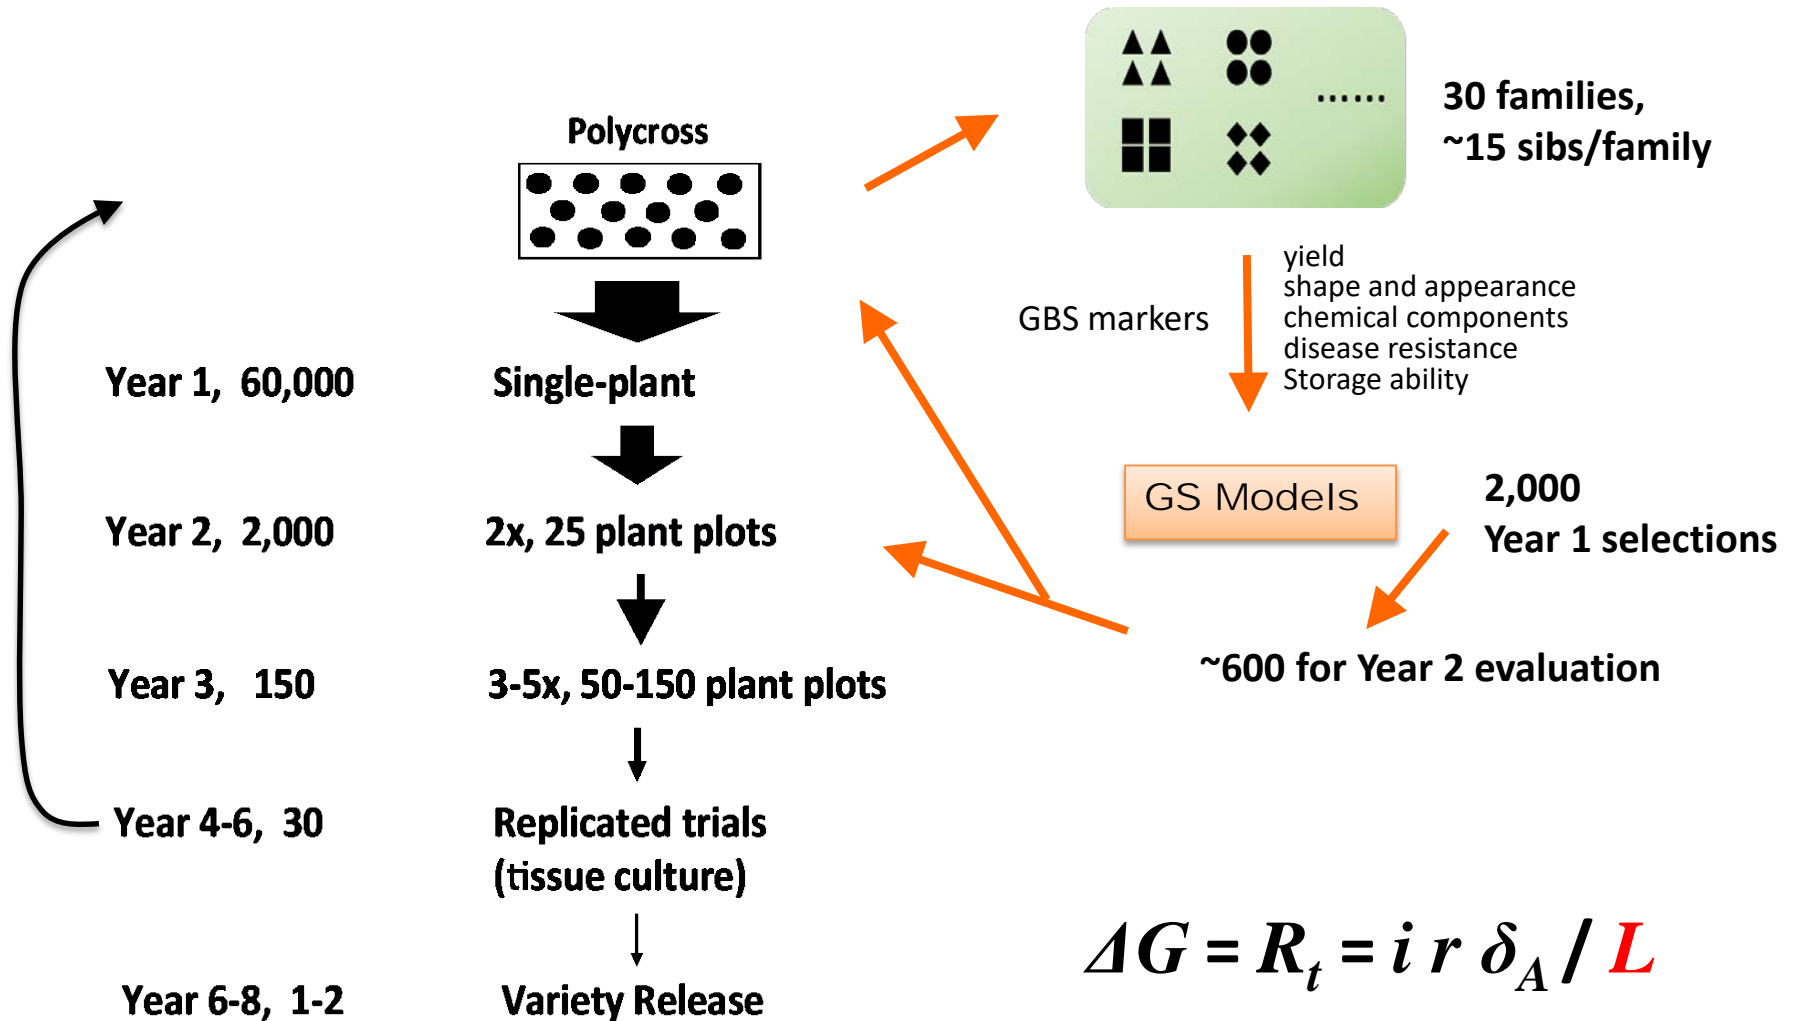 Polycross
30 families,
~15 sibs/family
......
GBS markers
yield
shape and appearance
chemical components
disease resistance
Storage ability
Year 1, 60,000
Single-plant
Year 2, 2,000
2x, 25 plant plots
GS Models
2,000
Year 1 selections
~600 for Year 2 evaluation
Year 3, 150
3-5x, 50-150 plant plots
Year 4-6, 30
Replicated trials
(tissue culture)
Year 6-8, 1-2
Variety Release
ΔG = Rₜ = i r δ_A / L